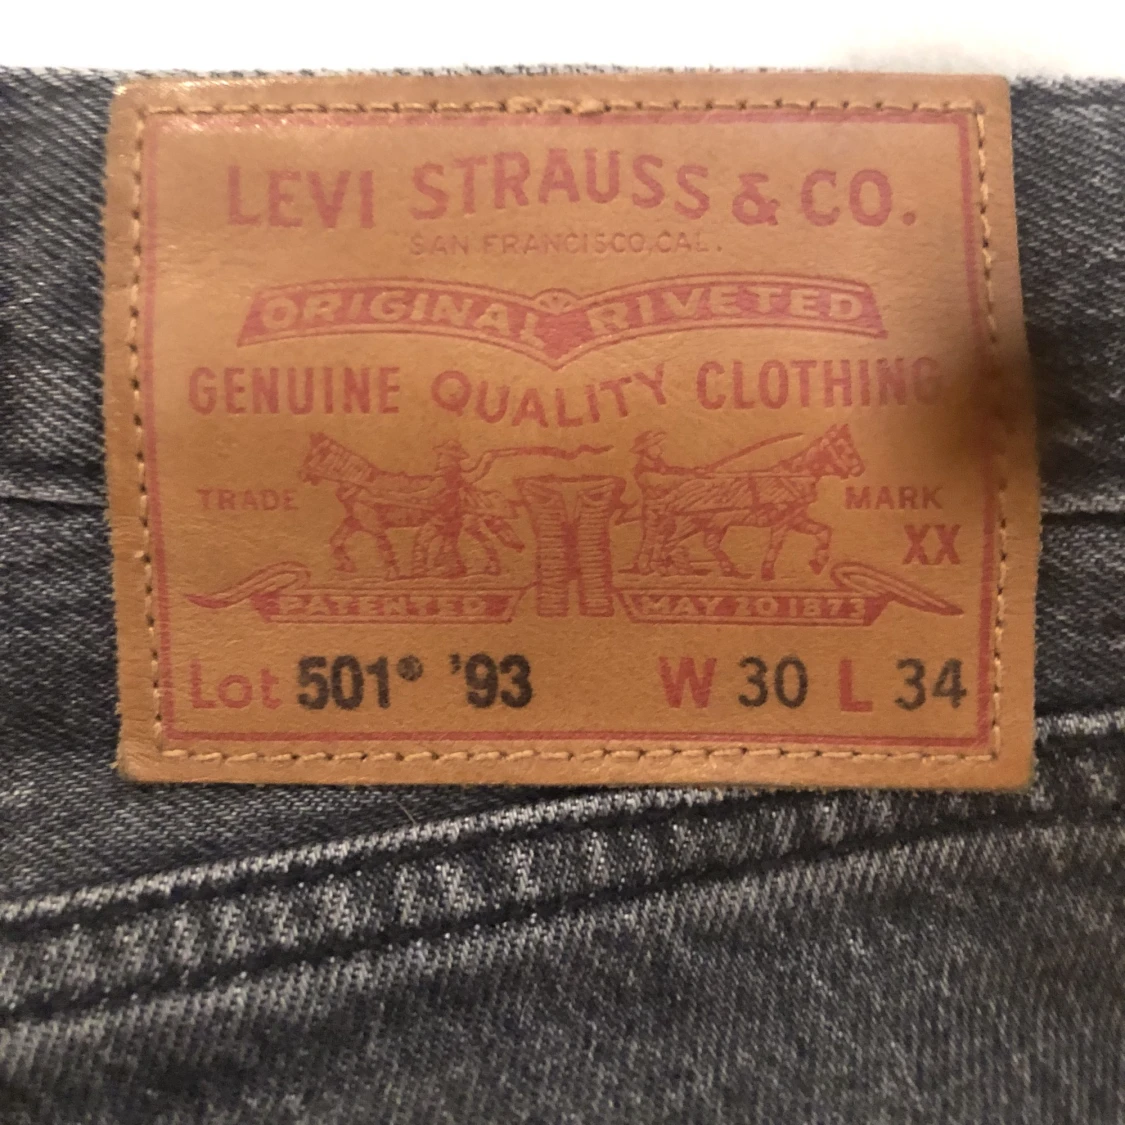 LEVI STRAUSS & CO.
SAN FRANCISCO, CAL.
ORIGINAL RIVETED
GENUINE QUALITY CLOTHING
TRADE MARK
XX
PATENTED MAY 20 1873
Lot 501® '93 W 30 L 34